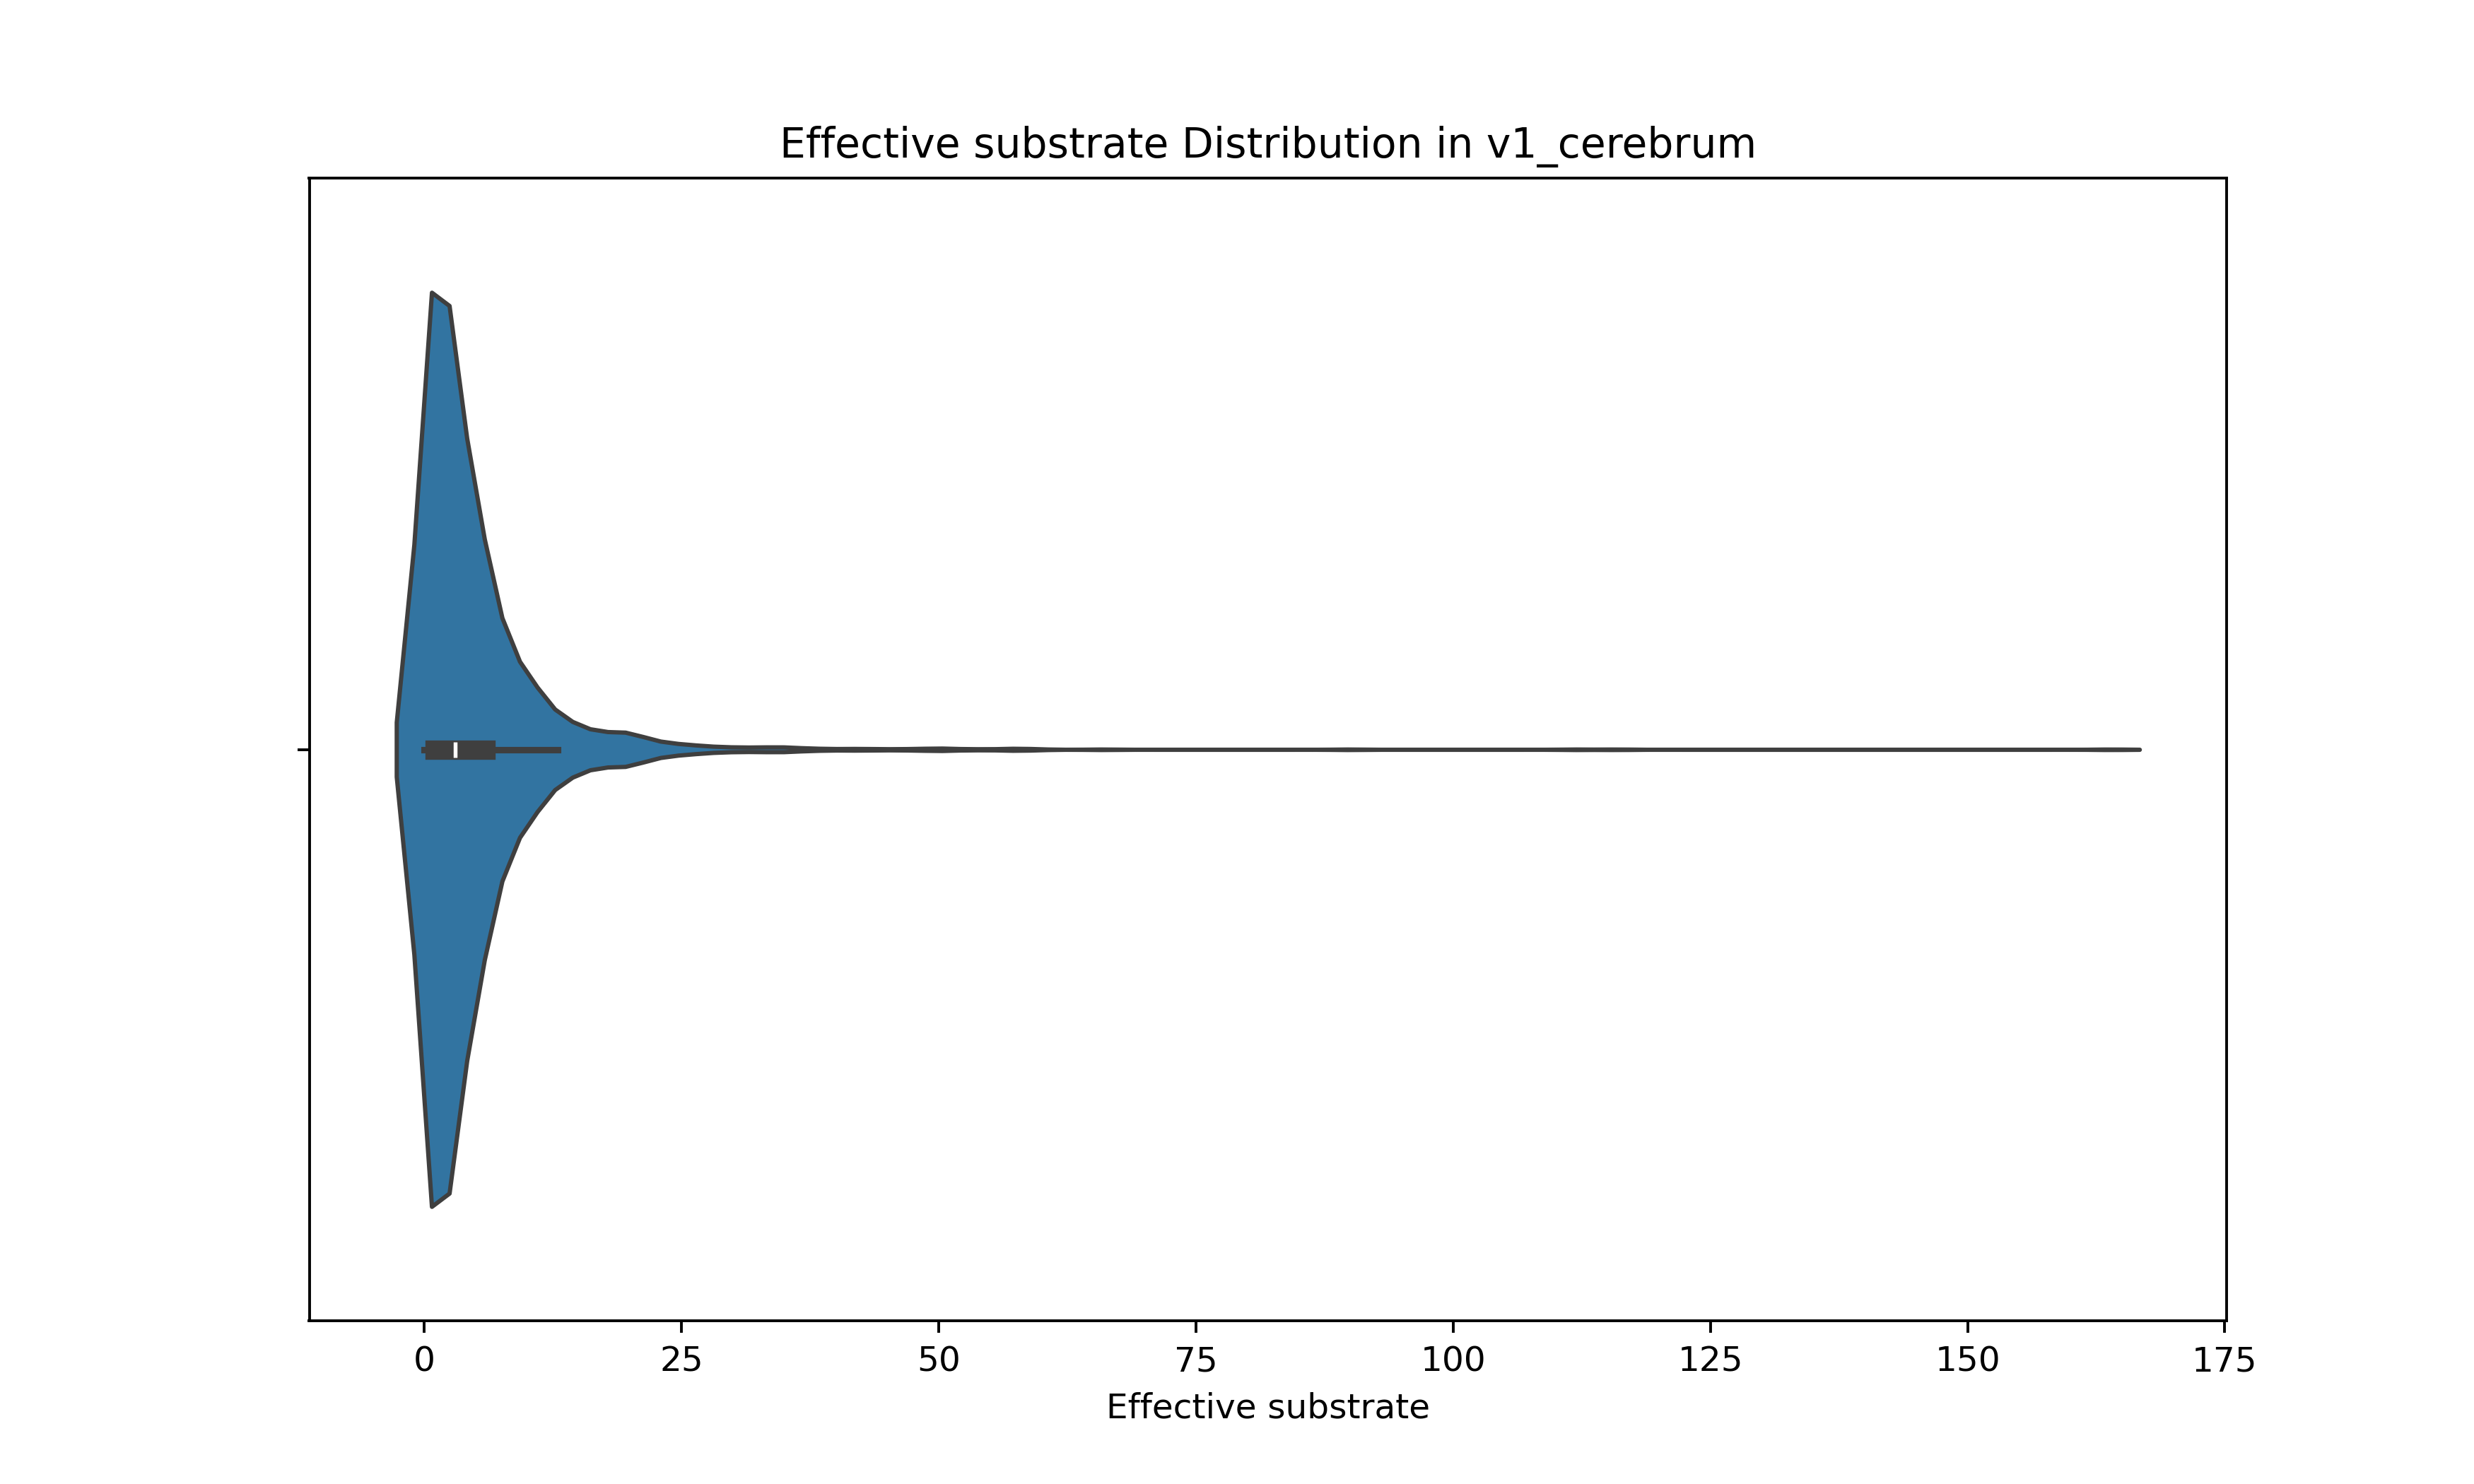 Effective substrate Distribution in v1_cerebrum
0 25 50 75 100 125 150 175
Effective substrate